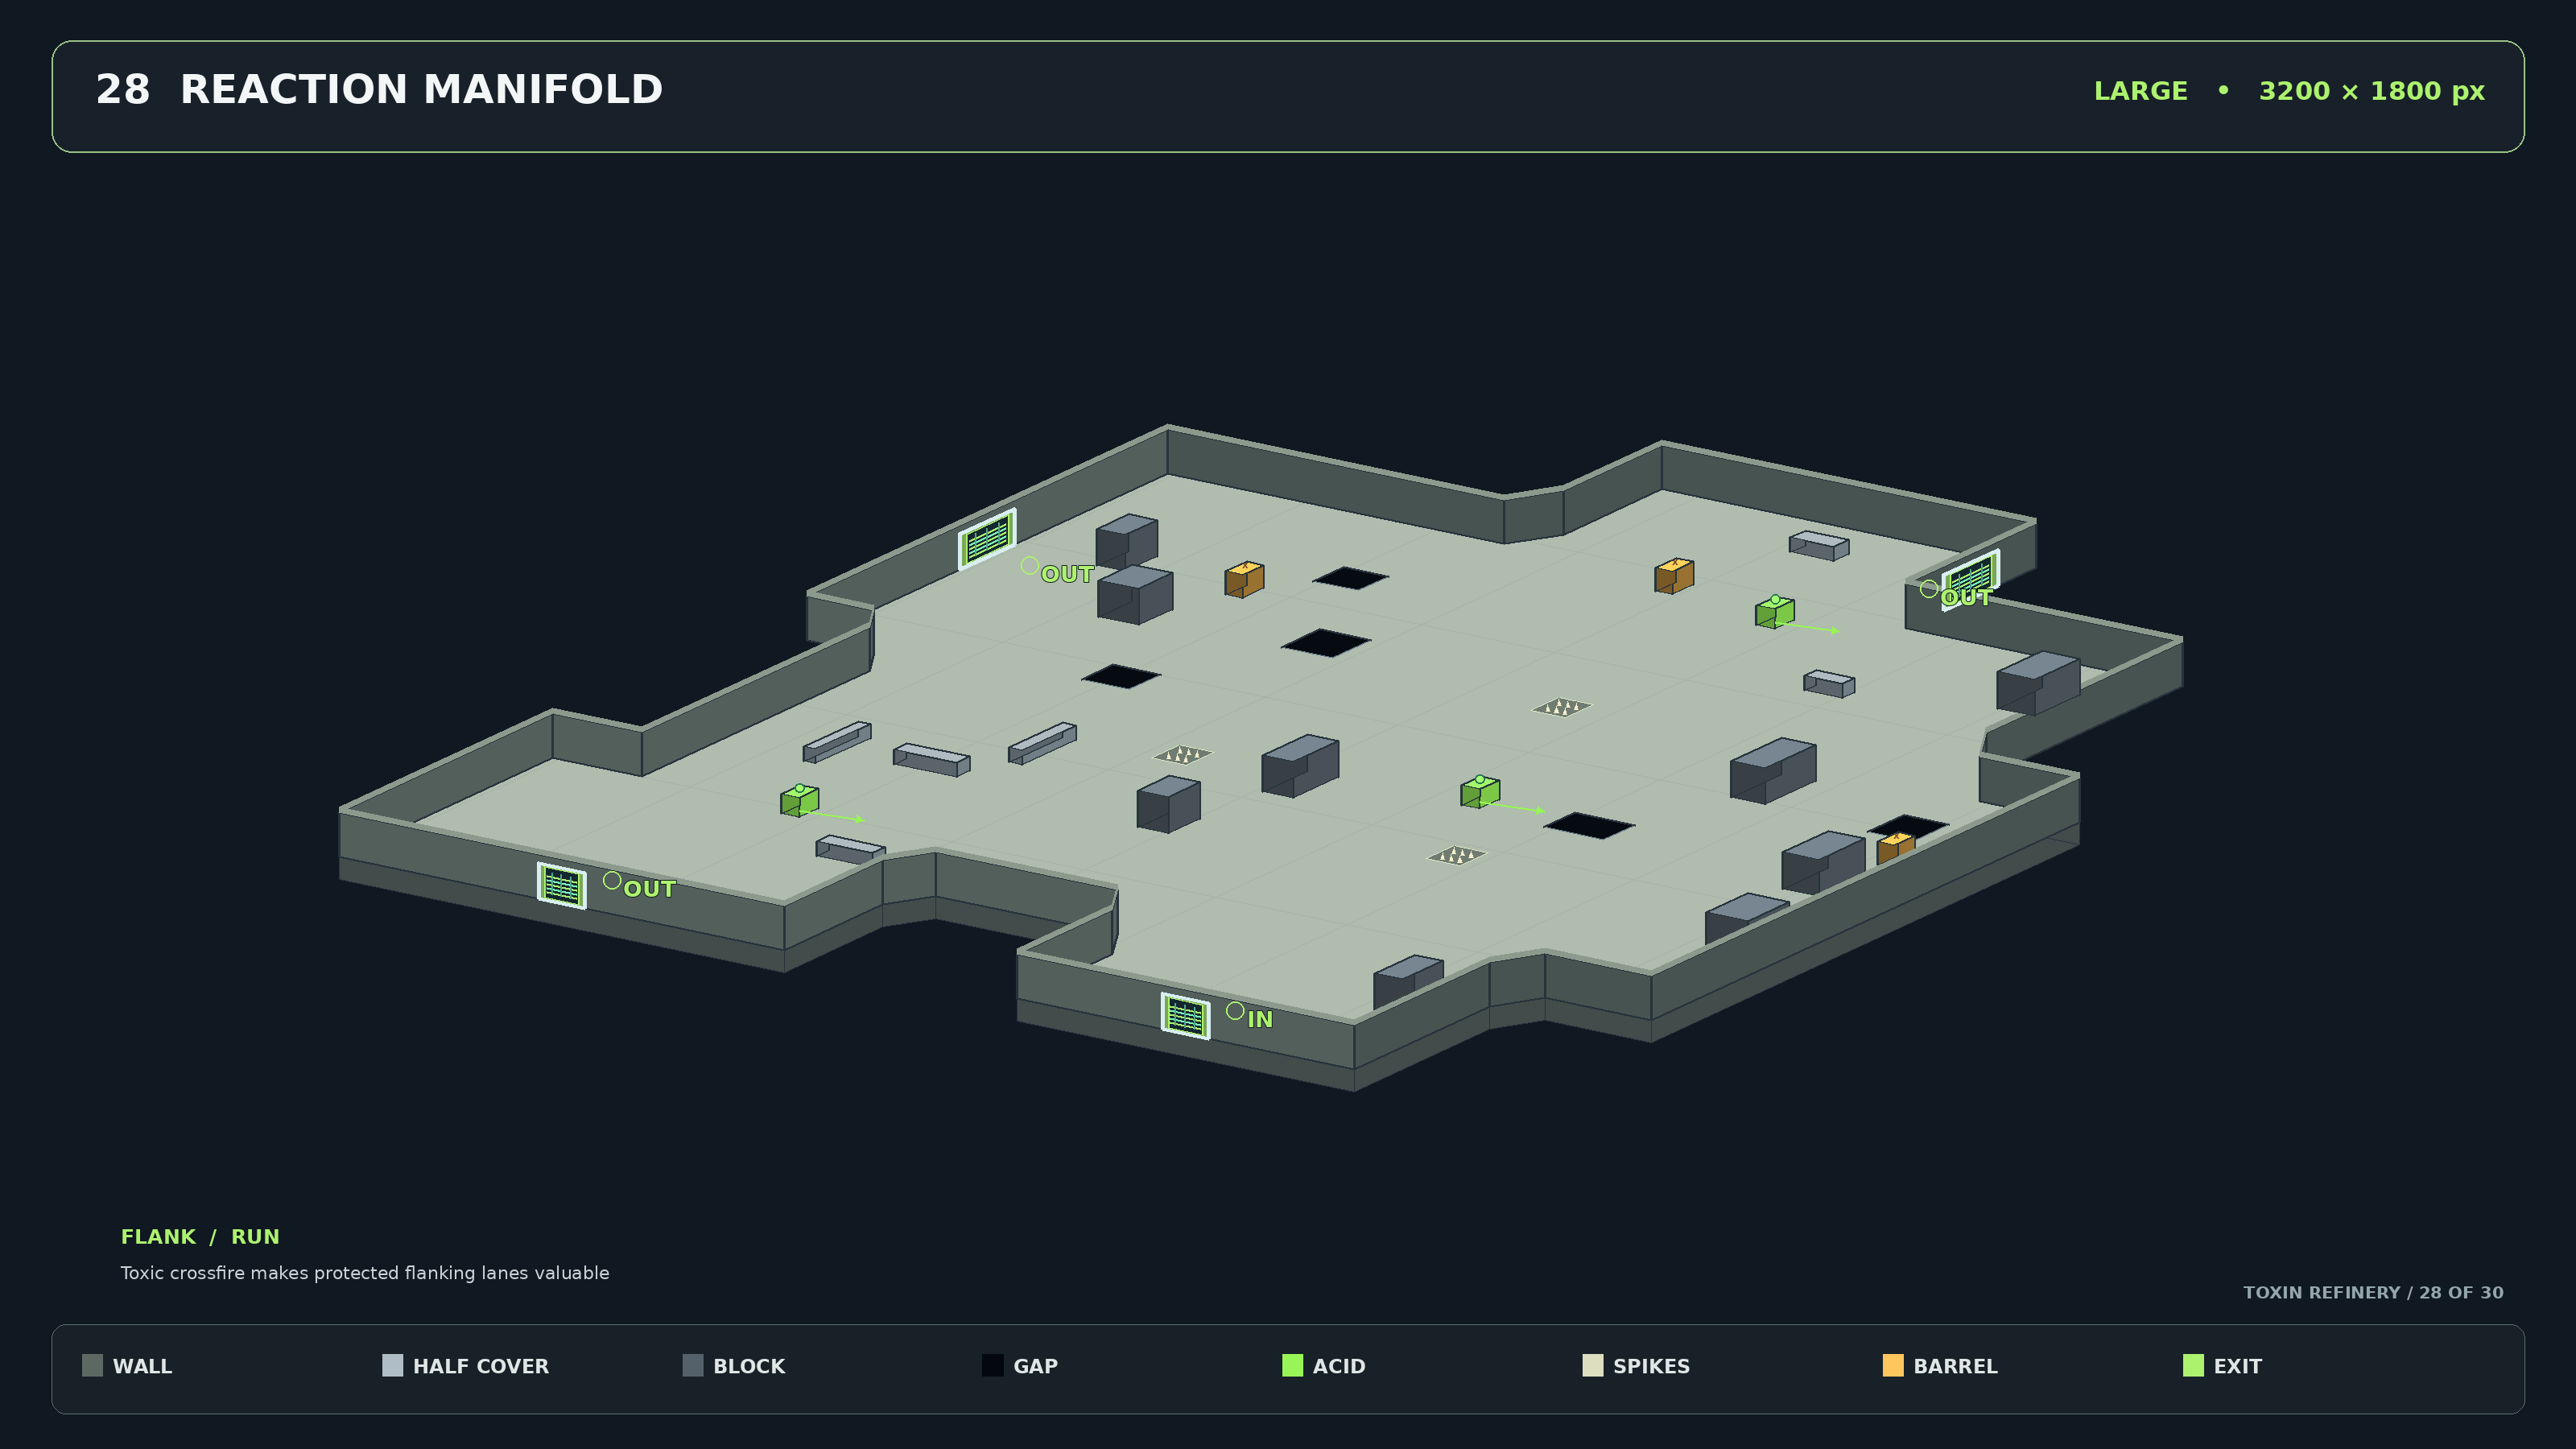 28 REACTION MANIFOLD
LARGE • 3200 × 1800 px
OUT
OUT
OUT
IN
FLANK / RUN
Toxic crossfire makes protected flanking lanes valuable
TOXIN REFINERY / 28 OF 30
WALL
HALF COVER
BLOCK
GAP
ACID
SPIKES
BARREL
EXIT